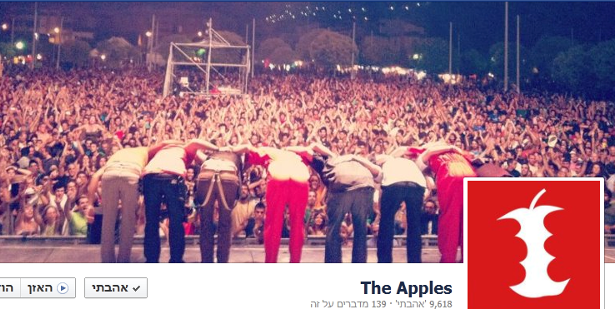 The Apples
9,618 'אהבתי' · 139 מדברים על זה
אהבתי
האזן